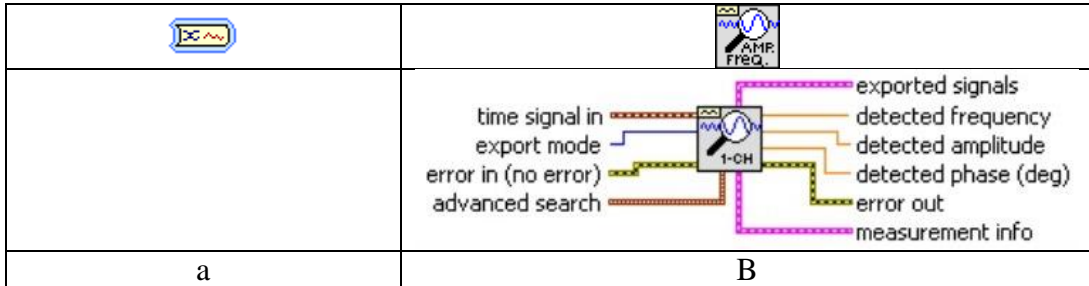 AMP.
FREQ.
exported signals
time signal in
detected frequency
export mode
detected amplitude
1-CH
error in (no error)
detected phase (deg)
advanced search
error out
measurement info
a
B